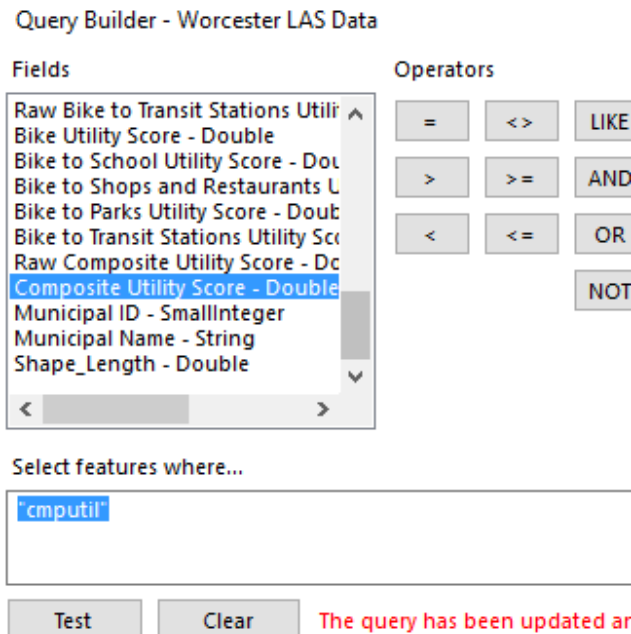 Query Builder - Worcester LAS Data
Fields
Operators
Raw Bike to Transit Stations Utili
Bike Utility Score - Double
Bike to School Utility Score - Dou
Bike to Shops and Restaurants U
Bike to Parks Utility Score - Doub
Bike to Transit Stations Utility Sco
Raw Composite Utility Score - Do
Composite Utility Score - Double
Municipal ID - SmallInteger
Municipal Name - String
Shape_Length - Double
= <> LIKE
> >= AND
< <= OR
NOT
Select features where...
"cmputil"
Test Clear The query has been updated an